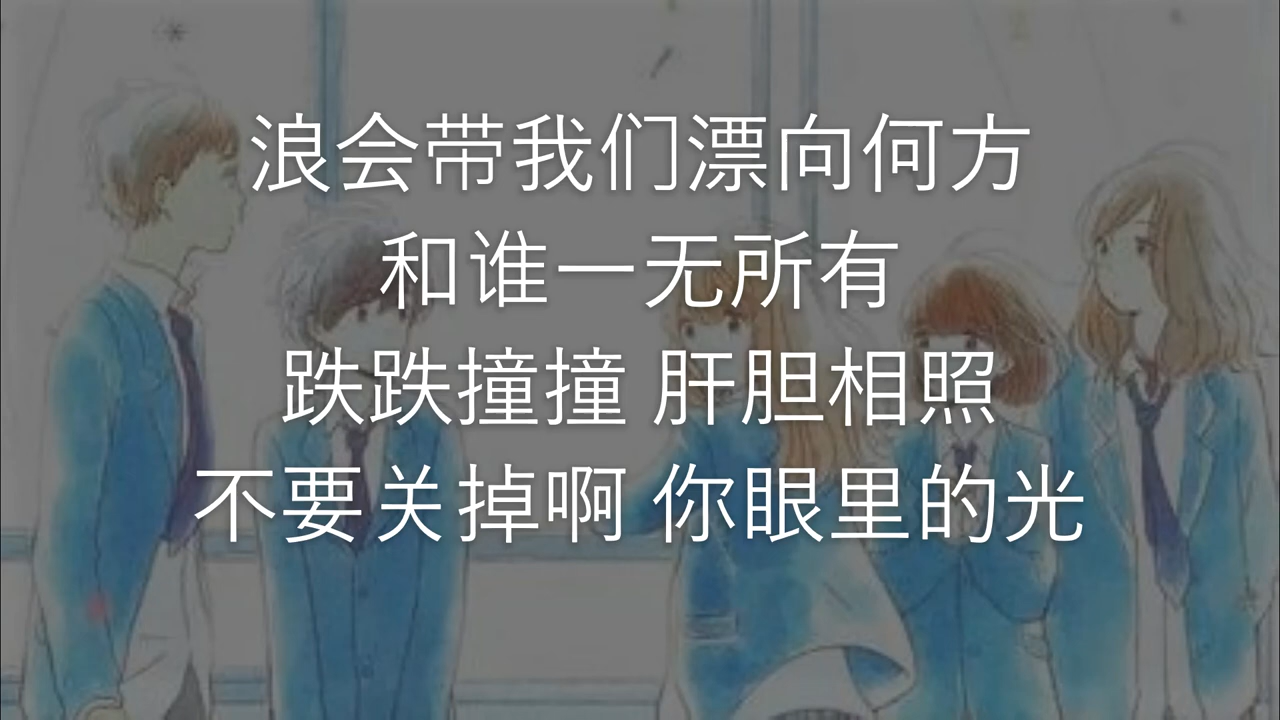 浪会带我们漂向何方
和谁一无所有
跌跌撞撞 肝胆相照
不要关掉啊 你眼里的光